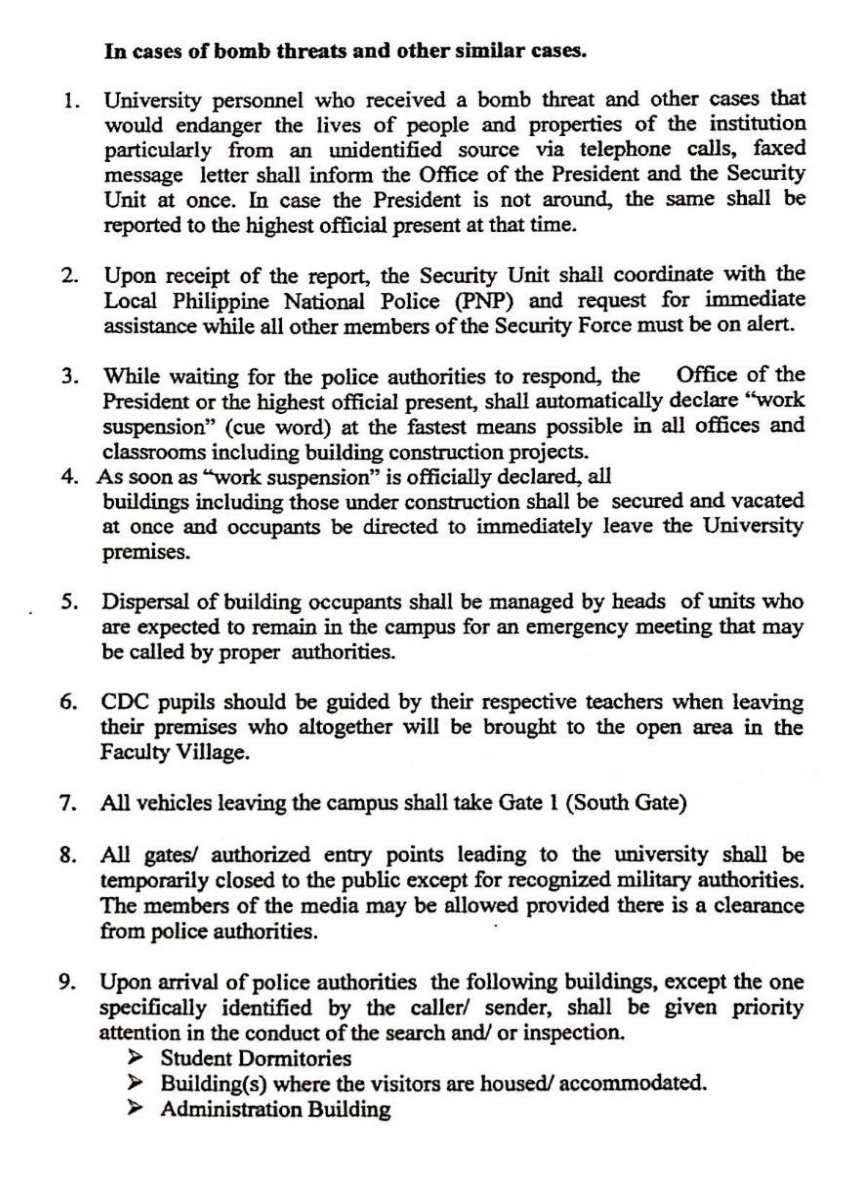 In cases of bomb threats and other similar cases.
1. University personnel who received a bomb threat and other cases that
would endanger the lives of people and properties of the institution
particularly from an unidentified source via telephone calls, faxed
message letter shall inform the Office of the President and the Security
Unit at once. In case the President is not around, the same shall be
reported to the highest official present at that time.
2. Upon receipt of the report, the Security Unit shall coordinate with the
Local Philippine National Police (PNP) and request for immediate
assistance while all other members of the Security Force must be on alert.
3. While waiting for the police authorities to respond, the Office of the
President or the highest official present, shall automatically declare “work
suspension” (cue word) at the fastest means possible in all offices and
classrooms including building construction projects.
4. As soon as “work suspension” is officially declared, all
buildings including those under construction shall be secured and vacated
at once and occupants be directed to immediately leave the University
premises.
5. Dispersal of building occupants shall be managed by heads of units who
are expected to remain in the campus for an emergency meeting that may
be called by proper authorities.
6. CDC pupils should be guided by their respective teachers when leaving
their premises who altogether will be brought to the open area in the
Faculty Village.
7. All vehicles leaving the campus shall take Gate 1 (South Gate)
8. All gates/ authorized entry points leading to the university shall be
temporarily closed to the public except for recognized military authorities.
The members of the media may be allowed provided there is a clearance
from police authorities.
9. Upon arrival of police authorities the following buildings, except the one
specifically identified by the caller/ sender, shall be given priority
attention in the conduct of the search and/ or inspection.
➢ Student Dormitories
➢ Building(s) where the visitors are housed/ accommodated.
➢ Administration Building